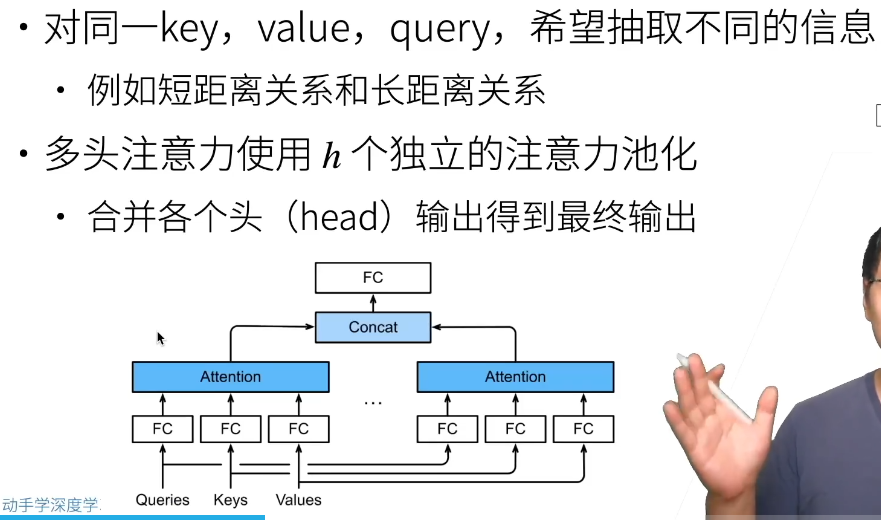 • 对同一key，value，query，希望抽取不同的信息
• 例如短距离关系和长距离关系
• 多头注意力使用 h 个独立的注意力池化
• 合并各个头（head）输出得到最终输出
FC
Concat
Attention Attention
...
FC FC FC FC FC FC
Queries Keys Values
动手学深度学